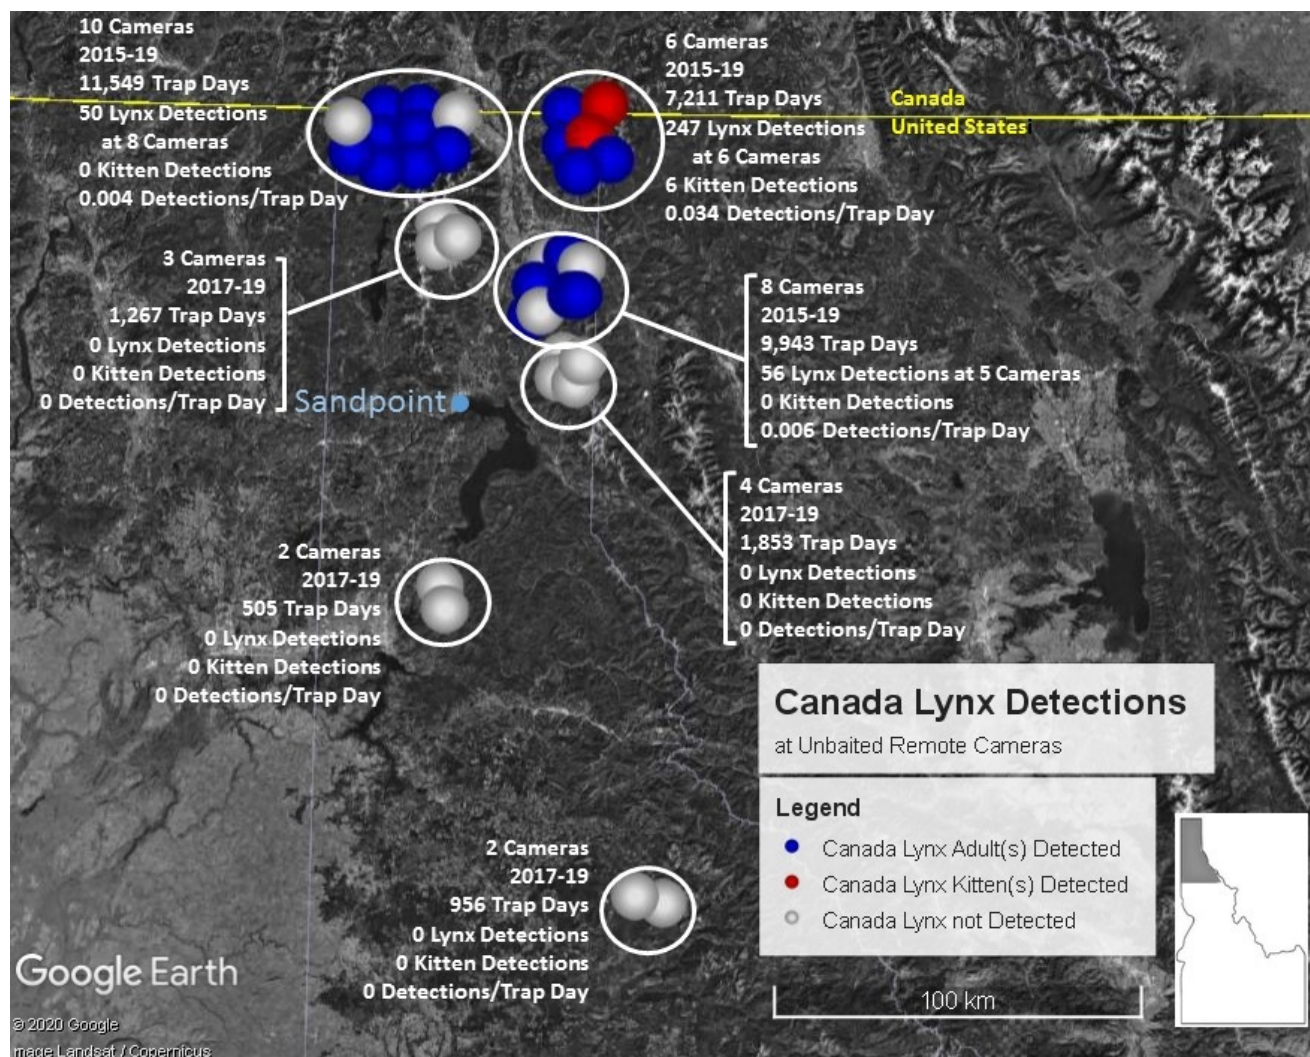 10 Cameras
2015-19
11,549 Trap Days
50 Lynx Detections
at 8 Cameras
0 Kitten Detections
0.004 Detections/Trap Day
6 Cameras
2015-19
7,211 Trap Days
247 Lynx Detections
at 6 Cameras
6 Kitten Detections
0.034 Detections/Trap Day
Canada
United States
3 Cameras
2017-19
1,267 Trap Days
0 Lynx Detections
0 Kitten Detections
0 Detections/Trap Day
Sandpoint
8 Cameras
2015-19
9,943 Trap Days
56 Lynx Detections at 5 Cameras
0 Kitten Detections
0.006 Detections/Trap Day
4 Cameras
2017-19
1,853 Trap Days
0 Lynx Detections
0 Kitten Detections
0 Detections/Trap Day
2 Cameras
2017-19
505 Trap Days
0 Lynx Detections
0 Kitten Detections
0 Detections/Trap Day
2 Cameras
2017-19
956 Trap Days
0 Lynx Detections
0 Kitten Detections
0 Detections/Trap Day
Canada Lynx Detections
at Unbaited Remote Cameras
Legend
Canada Lynx Adult(s) Detected
Canada Lynx Kitten(s) Detected
Canada Lynx not Detected
100 km
Google Earth
© 2020 Google
mage Landsat / Copernicus